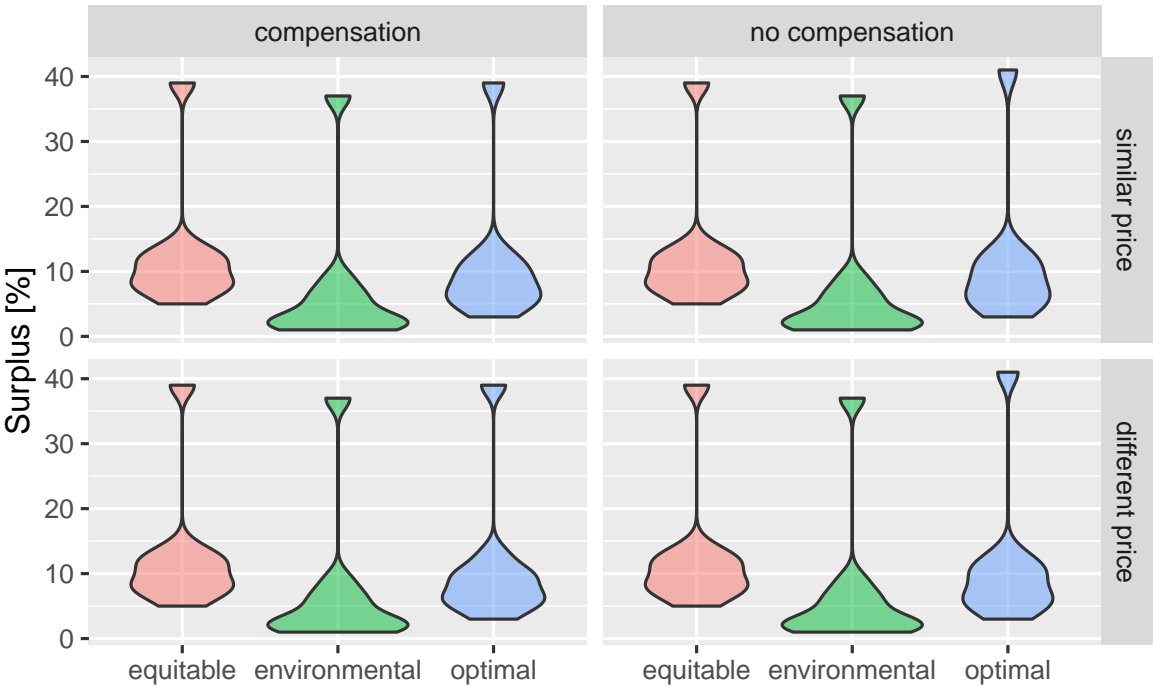 compensation
no compensation
Surplus [%]
40
30
20
10
0
similar price
40
30
20
10
0
different price
equitable environmental optimal
equitable environmental optimal